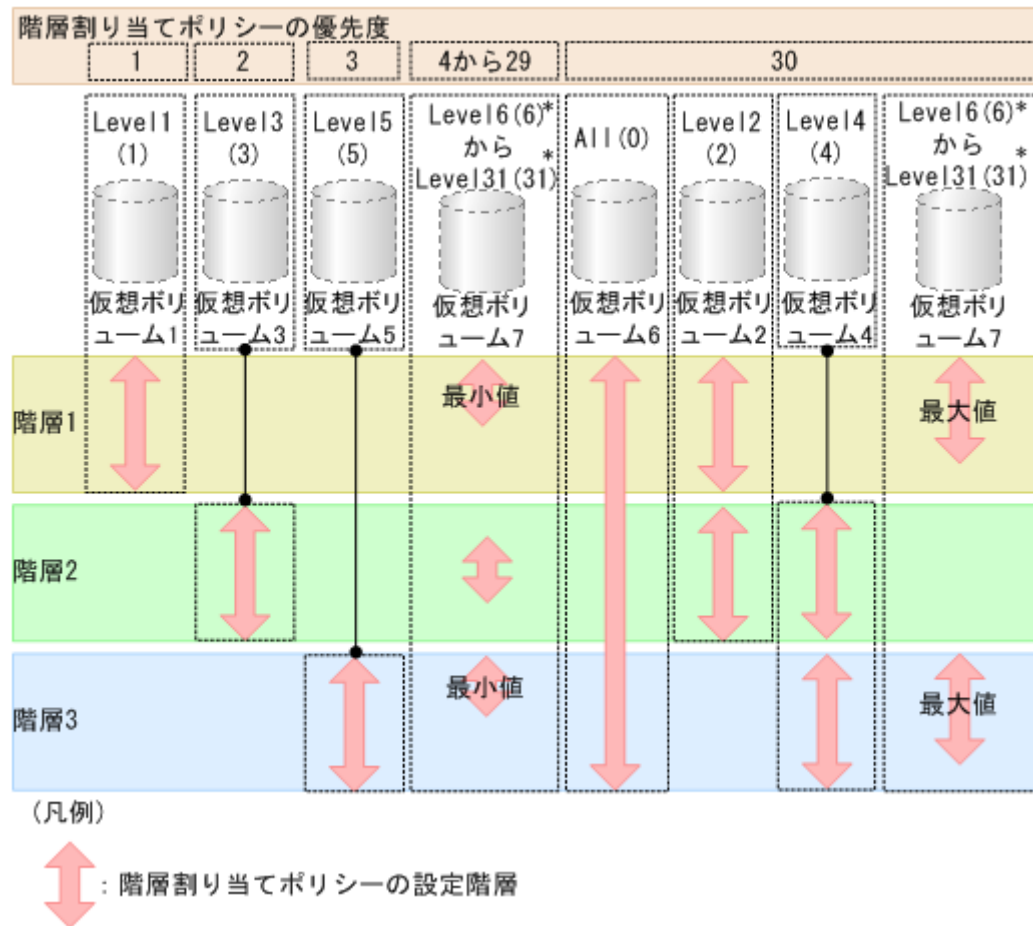 階層割り当てポリシーの優先度
1
2
3
4から29
30
Level1
(1)
仮想ボリ
ューム1
Level3
(3)
仮想ボリ
ューム3
Level5
(5)
仮想ボリ
ューム5
Level6(6)*
から
*
Level31(31)
仮想ボリ
ューム7
All(0)
仮想ボリ
ューム6
Level2
(2)
仮想ボリ
ューム2
Level4
(4)
仮想ボリ
ューム4
Level6(6)*
から
*
Level31(31)
仮想ボリ
ューム7
階層1
最小値
最大値
階層2
階層3
最小値
最大値
(凡例)
:階層割り当てポリシーの設定階層